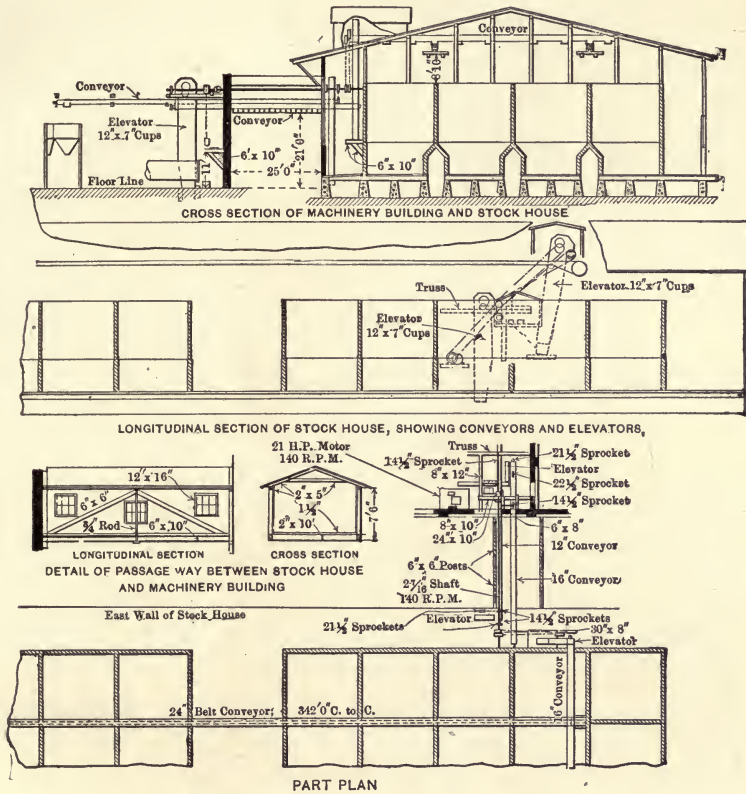 Conveyor
8'10"
Conveyor
Elevator
12"x 7"Cups
Conveyor
21'6"
6'x 10"
25'0"
11'
6"x 10"
Floor Line
CROSS SECTION OF MACHINERY BUILDING AND STOCK HOUSE
Truss
Elevator 12"x 7"Cups
Elevator
12"x 7"Cups
LONGITUDINAL SECTION OF STOCK HOUSE, SHOWING CONVEYORS AND ELEVATORS,
21 H.P. Motor
140 R.P.M.
Truss
14½" Sprocket
8"x 12"
21½" Sprocket
Elevator
22½" Sprocket
14½" Sprocket
12"x 16"
6"x 6"
¾" Rod
6"x 10"
2"x 5"
1½"
2"x 10'
7'6"
LONGITUDINAL SECTION
CROSS SECTION
DETAIL OF PASSAGE WAY BETWEEN STOCK HOUSE
AND MACHINERY BUILDING
8"x 10"
24"x 10"
6"x 8"
12" Conveyor
6"x 6" Posts
2 7/16" Shaft
140 R.P.M.
16" Conveyor
East Wall of Stock House
21½" Sprockets
Elevator
14½" Sprockets
30"x 8"
Elevator
16" Conveyor
24" Belt Conveyor, 342'0"C. to C.
PART PLAN